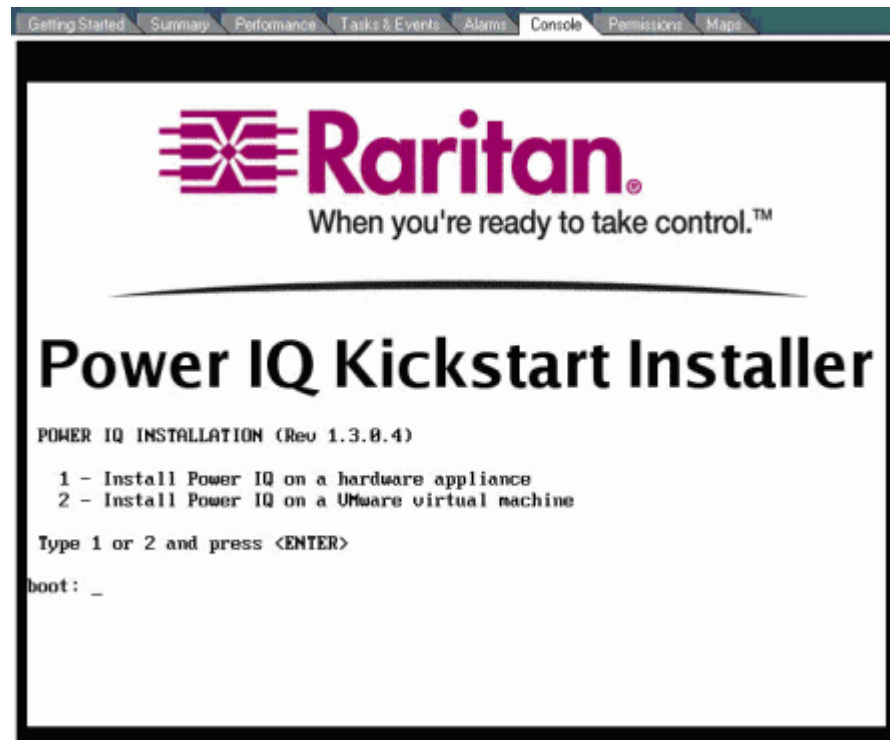 Getting Started Summary Performance Tasks & Events Alarms Console Permissions Maps
Raritan®
When you're ready to take control.™
Power IQ Kickstart Installer
POWER IQ INSTALLATION (Rev 1.3.0.4)
1 - Install Power IQ on a hardware appliance
2 - Install Power IQ on a VMware virtual machine
Type 1 or 2 and press <ENTER>
boot: _